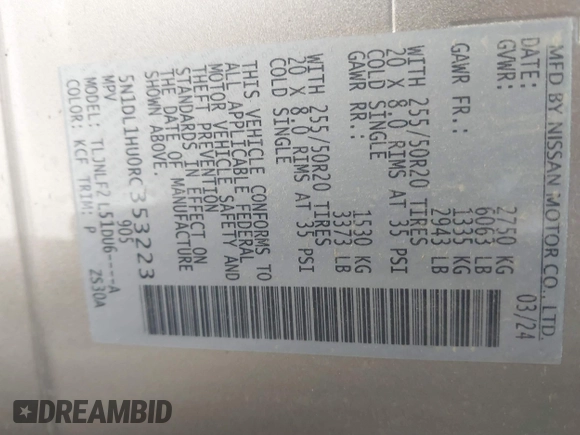 MFD BY NISSAN MOTOR CO., LTD.
DATE: 03/24
GVWR: 2750 KG
6063 LB
GAWR FR.: 1335 KG
2943 LB
WITH 255/50R20 TIRES
20 X 8.0 RIMS AT 35 PSI
COLD SINGLE
GAWR RR.: 1530 KG
3373 LB
WITH 255/50R20 TIRES
20 X 8.0 RIMS AT 35 PSI
COLD SINGLE
THIS VEHICLE CONFORMS TO
ALL APPLICABLE FEDERAL
MOTOR VEHICLE SAFETY AND
THEFT PREVENTION
STANDARDS IN EFFECT ON
THE DATE OF MANUFACTURE
SHOWN ABOVE.
5N1DL1HU0RC353223
MPV 905
MODEL: TLJNLF2 L51DU6----A
COLOR: KCF TRIM: P 2S30A
DREAMBID